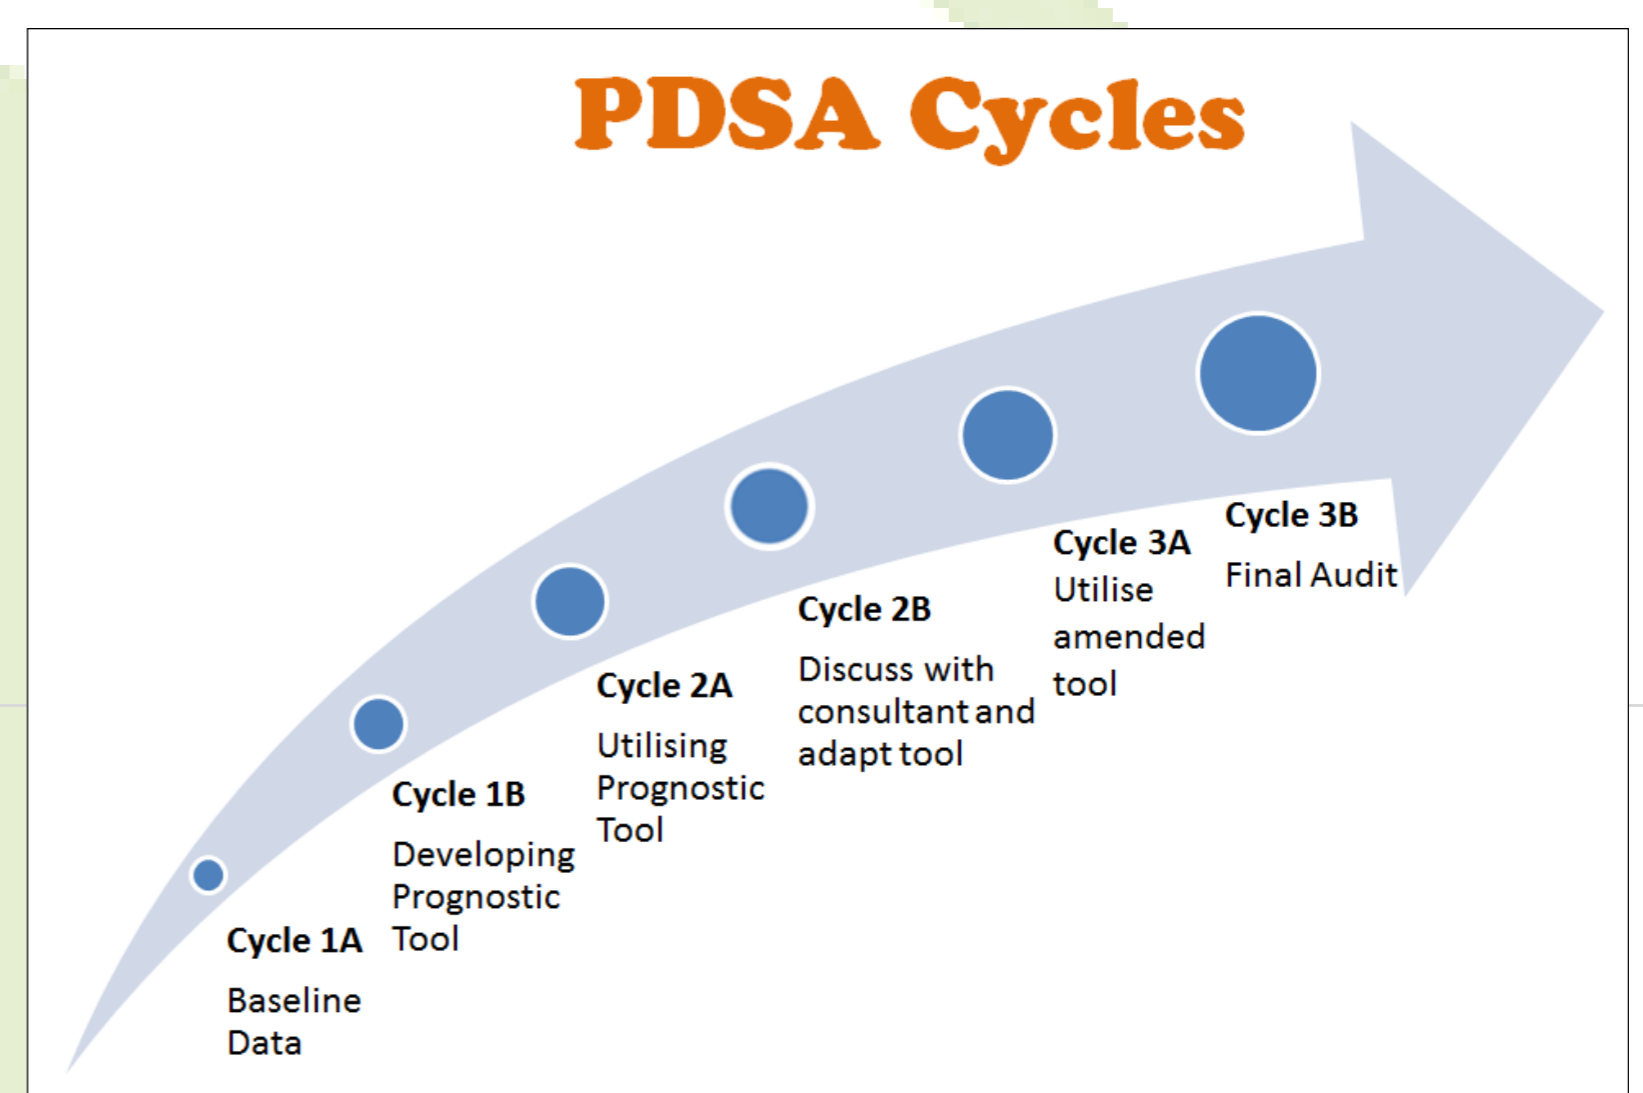 PDSA Cycles
Cycle 1A
Baseline
Data
Cycle 1B
Developing
Prognostic
Tool
Cycle 2A
Utilising
Prognostic
Tool
Cycle 2B
Discuss with
consultant and
adapt tool
Cycle 3A
Utilise
amended
tool
Cycle 3B
Final Audit